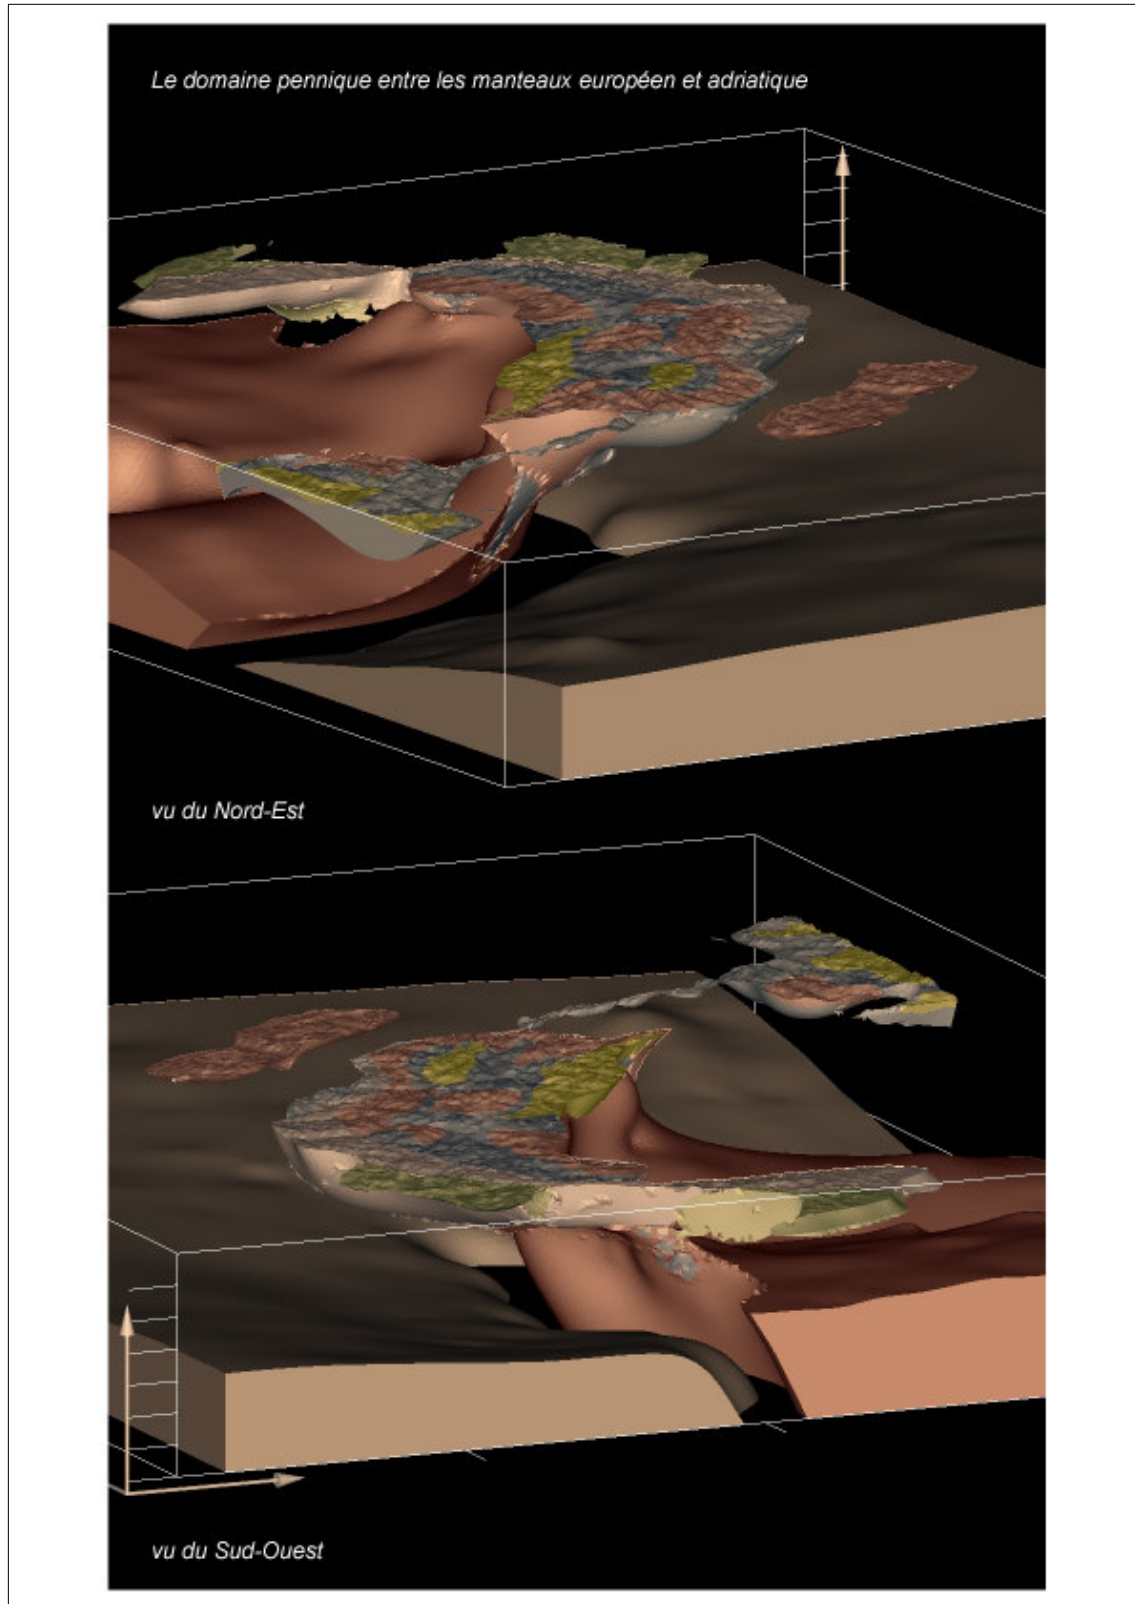 Le domaine pennique entre les manteaux européen et adriatique
vu du Nord-Est
vu du Sud-Ouest